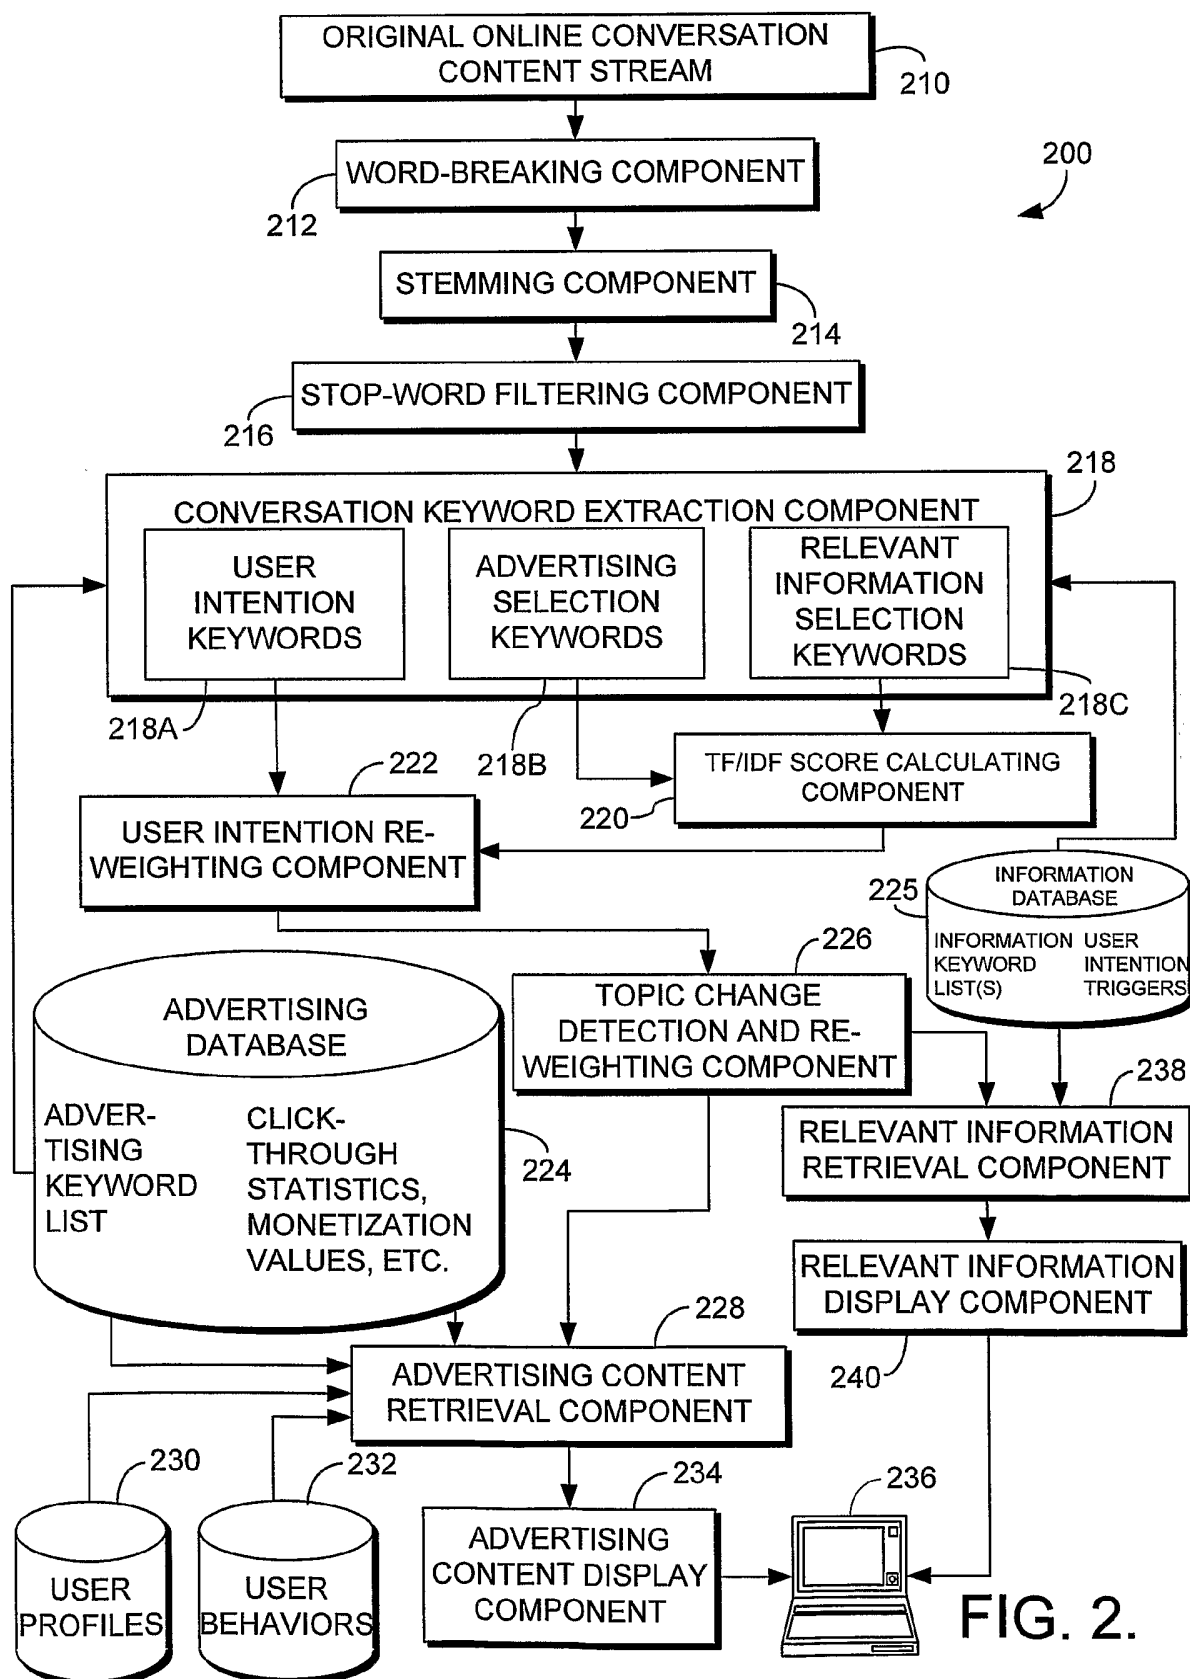 ORIGINAL ONLINE CONVERSATION
CONTENT STREAM
210
200
WORD-BREAKING COMPONENT
212
STEMMING COMPONENT
214
STOP-WORD FILTERING COMPONENT
216
218
CONVERSATION KEYWORD EXTRACTION COMPONENT
USER
INTENTION
KEYWORDS
ADVERTISING
SELECTION
KEYWORDS
RELEVANT
INFORMATION
SELECTION
KEYWORDS
218A
218B
218C
222
TF/IDF SCORE CALCULATING
COMPONENT
220
USER INTENTION RE-
WEIGHTING COMPONENT
225
INFORMATION
DATABASE
INFORMATION
KEYWORD
LIST(S)
USER
INTENTION
TRIGGERS
226
TOPIC CHANGE
DETECTION AND RE-
WEIGHTING COMPONENT
ADVERTISING
DATABASE
ADVER-
TISING
KEYWORD
LIST
CLICK-
THROUGH
STATISTICS,
MONETIZATION
VALUES, ETC.
224
238
RELEVANT INFORMATION
RETRIEVAL COMPONENT
RELEVANT INFORMATION
DISPLAY COMPONENT
240
228
ADVERTISING CONTENT
RETRIEVAL COMPONENT
230
USER
PROFILES
232
USER
BEHAVIORS
234
ADVERTISING
CONTENT DISPLAY
COMPONENT
236
FIG. 2.